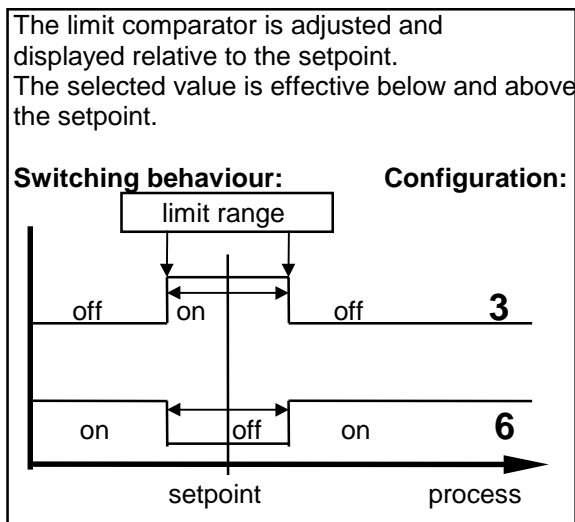 The limit comparator is adjusted and
displayed relative to the setpoint.
The selected value is effective below and above
the setpoint.
Switching behaviour: Configuration:
limit range
off on off 3
on off on 6
setpoint process